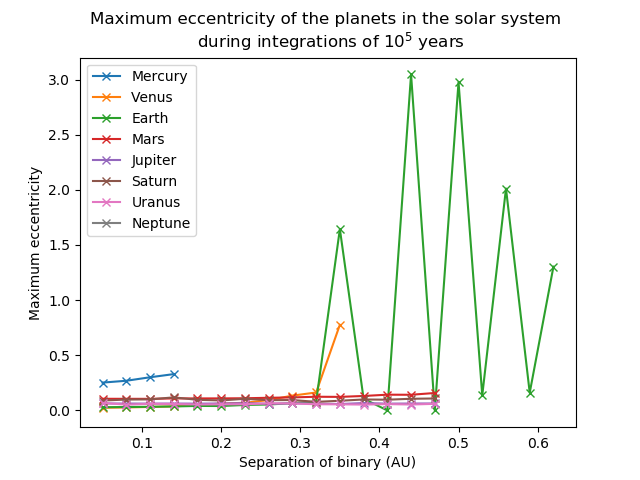 Maximum eccentricity of the planets in the solar system
during integrations of 10⁵ years
Maximum eccentricity
3.0
2.5
2.0
1.5
1.0
0.5
0.0
Mercury
Venus
Earth
Mars
Jupiter
Saturn
Uranus
Neptune
0.1 0.2 0.3 0.4 0.5 0.6
Separation of binary (AU)